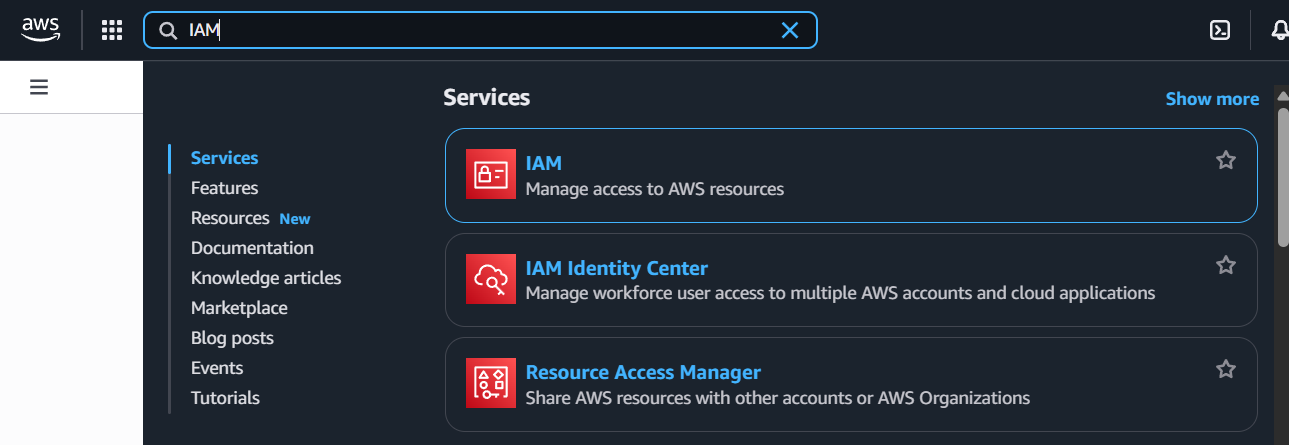 aws
IAM
Services
Show more
Services
Features
Resources New
Documentation
Knowledge articles
Marketplace
Blog posts
Events
Tutorials
IAM
Manage access to AWS resources
IAM Identity Center
Manage workforce user access to multiple AWS accounts and cloud applications
Resource Access Manager
Share AWS resources with other accounts or AWS Organizations